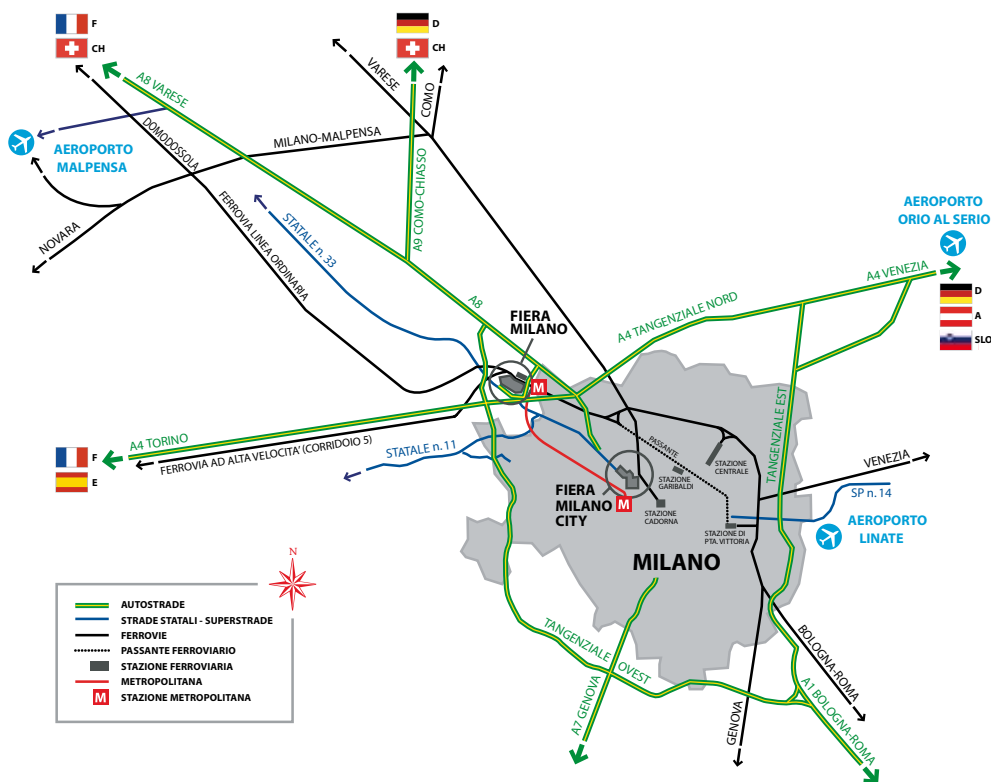 F
CH
D
CH
A8 VARESE
VARESE
COMO
DOMODOSSOLA
MILANO-MALPENSA
AEROPORTO
MALPENSA
A9 COMO-CHIASSO
NOVARA
FERROVIA LINEA ORDINARIA
STATALE n. 33
AEROPORTO
ORIO AL SERIO
A4 VENEZIA
D
A
SLO
A8
A4 TANGENZIALE NORD
FIERA
MILANO
M
TANGENZIALE EST
A4 TORINO
F
E
FERROVIA AD ALTA VELOCITA' (CORRIDOIO 5)
STATALE n.11
PASSANTE
STAZIONE
CENTRALE
STAZIONE
GARIBALDI
VENEZIA
SP n. 14
FIERA
MILANO
CITY
M
STAZIONE
CADORNA
STAZIONE DI
PTA. VITTORIA
AEROPORTO
LINATE
MILANO
N
AUTOSTRADE
STRADE STATALI - SUPERSTRADE
FERROVIE
PASSANTE FERROVIARIO
STAZIONE FERROVIARIA
METROPOLITANA
M STAZIONE METROPOLITANA
TANGENZIALE OVEST
A7 GENOVA
GENOVA
BOLOGNA-ROMA
A1 BOLOGNA-ROMA